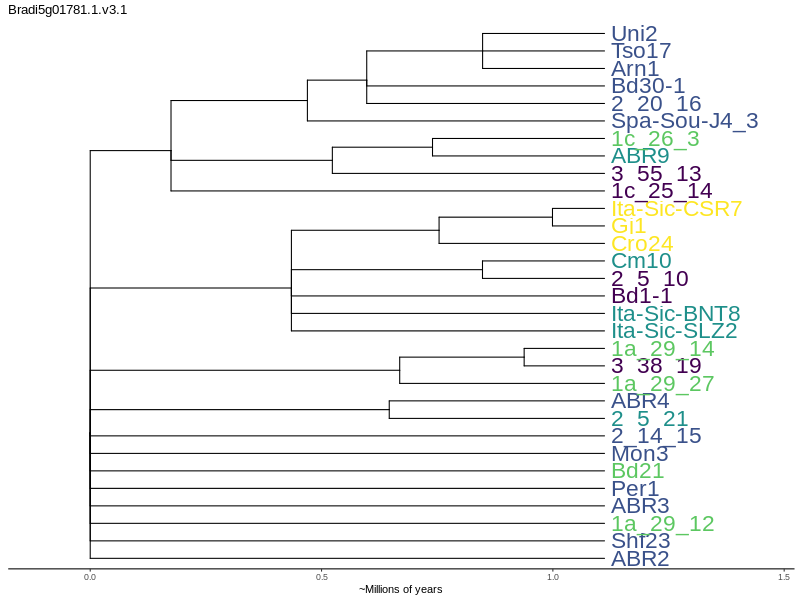 Bradi5g01781.1.v3.1
Uni2
Tso17
Arn1
Bd30-1
2_20_16
Spa-Sou-J4_3
1c_26_3
ABR9
3_55_13
1c_25_14
Ita-Sic-CSR7
Gi1
Cro24
Cm10
2_5_10
Bd1-1
Ita-Sic-BNT8
Ita-Sic-SLZ2
1a_29_14
3_38_19
1a_29_27
ABR4
2_5_21
2_14_15
Mon3
Bd21
Per1
ABR3
1a_29_12
Shf23
ABR2
0.0 0.5 1.0 1.5
~Millions of years